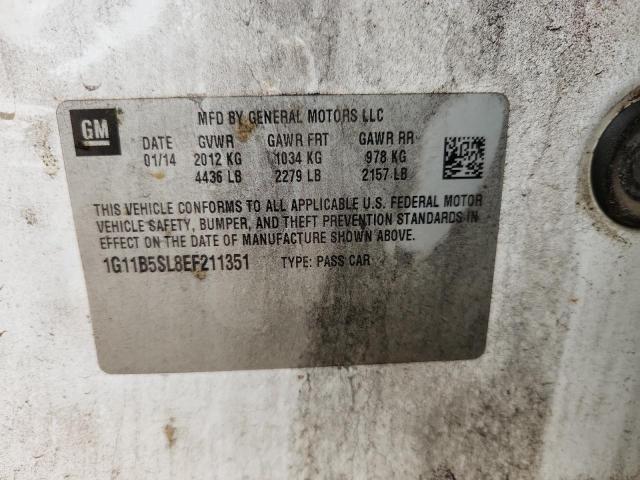 GM
MFD BY GENERAL MOTORS LLC
DATE GVWR GAWR FRT GAWR RR
01/14 2012 KG 1034 KG 978 KG
4436 LB 2279 LB 2157 LB
THIS VEHICLE CONFORMS TO ALL APPLICABLE U.S. FEDERAL MOTOR
VEHICLE SAFETY, BUMPER, AND THEFT PREVENTION STANDARDS IN
EFFECT ON THE DATE OF MANUFACTURE SHOWN ABOVE.
1G11B5SL8EF211351 TYPE: PASS CAR